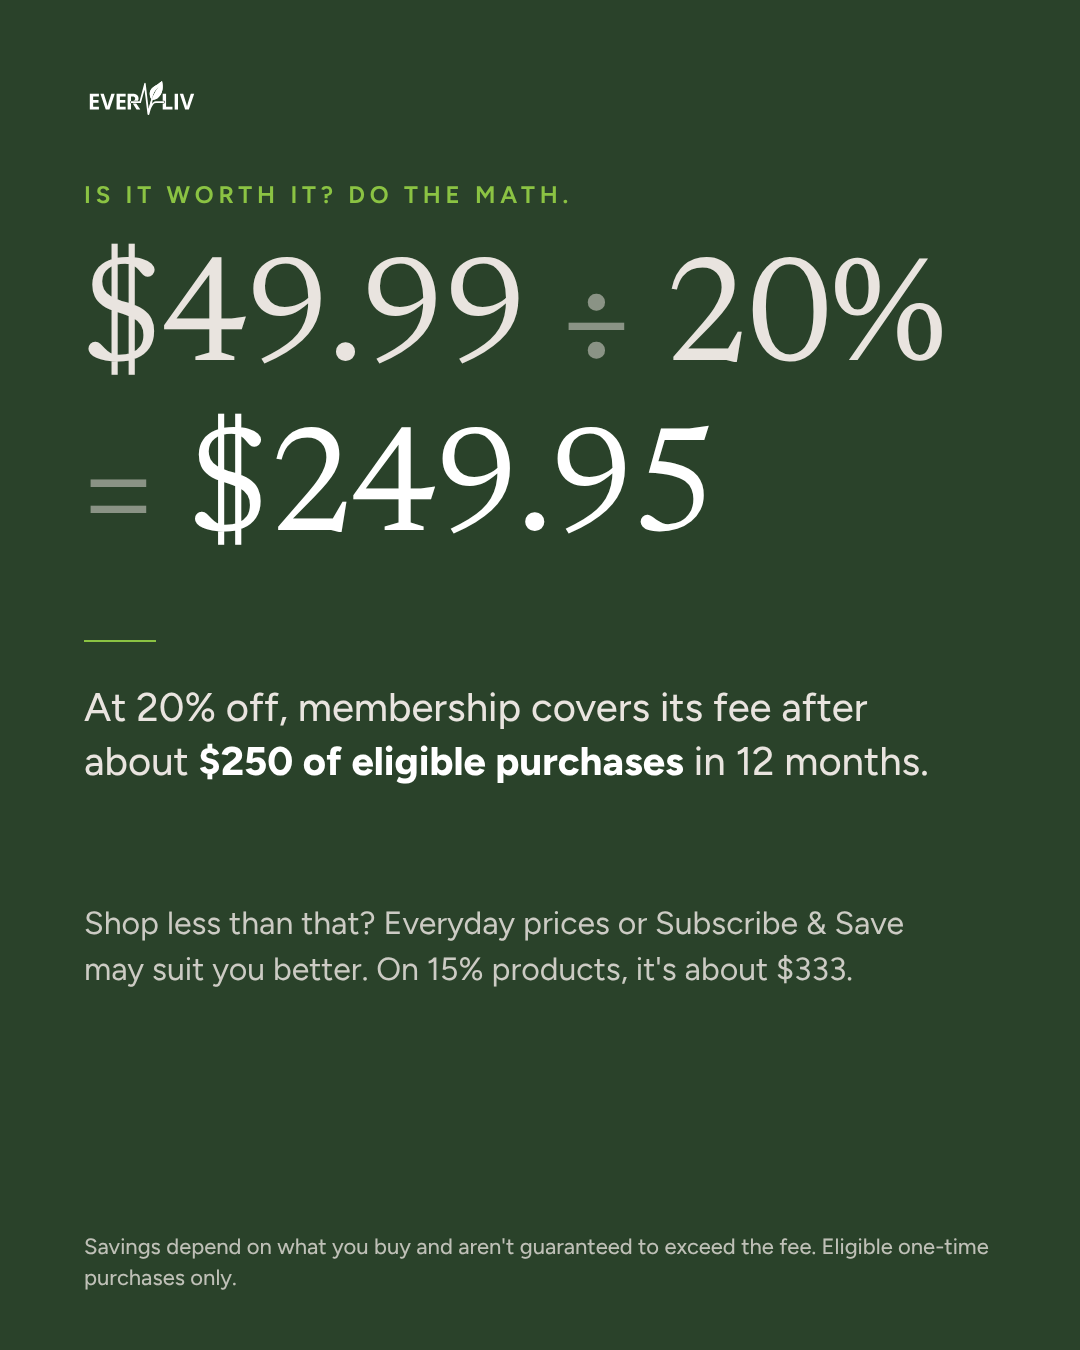 EVER LIV
IS IT WORTH IT? DO THE MATH.
$49.99 ÷ 20%
= $249.95
At 20% off, membership covers its fee after
about $250 of eligible purchases in 12 months.
Shop less than that? Everyday prices or Subscribe & Save
may suit you better. On 15% products, it's about $333.
Savings depend on what you buy and aren't guaranteed to exceed the fee. Eligible one-time
purchases only.